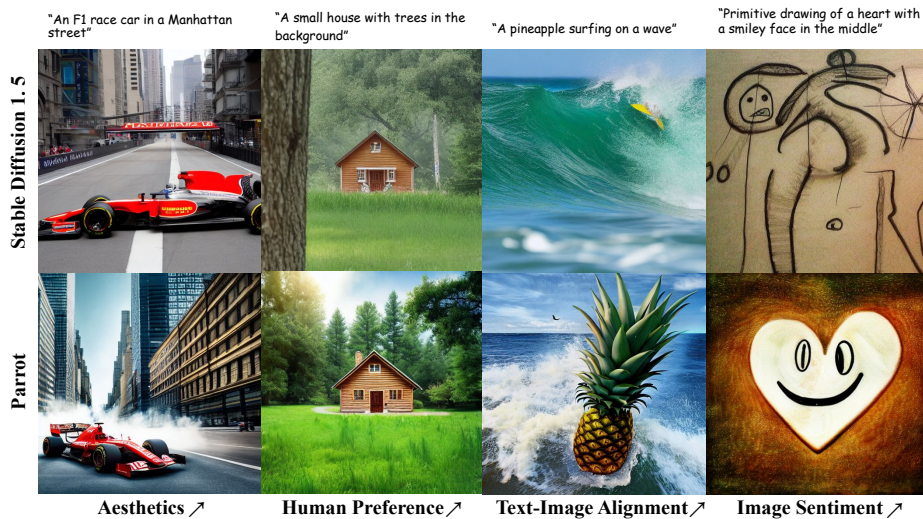 “An F1 race car in a Manhattan
street”
“A small house with trees in the
background”
“A pineapple surfing on a wave”
“Primitive drawing of a heart with
a smiley face in the middle”
Stable Diffusion 1. 5
Parrot
Aesthetics ↗
Human Preference ↗
Text-Image Alignment ↗
Image Sentiment ↗